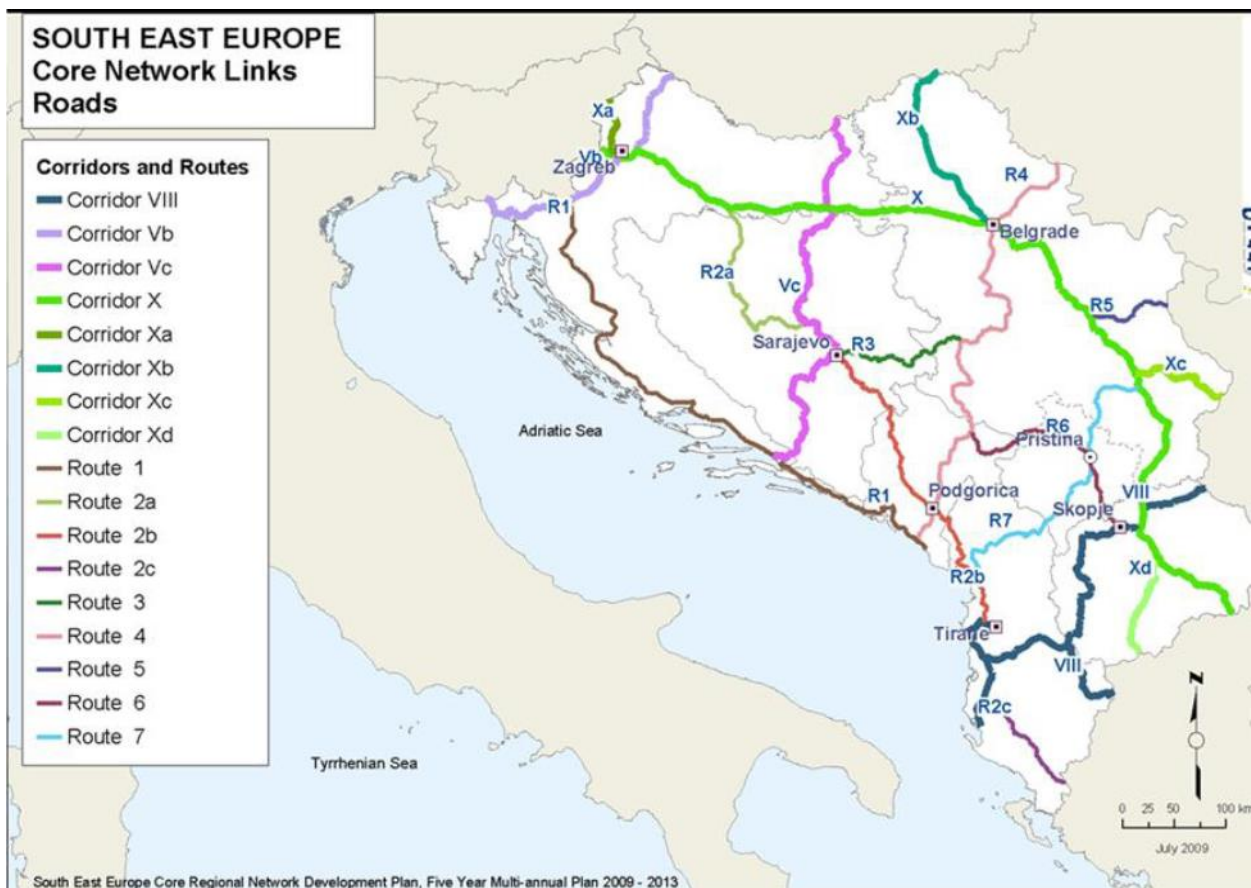 SOUTH EAST EUROPE
Core Network Links
Roads
Corridors and Routes
Corridor VIII
Corridor Vb
Corridor Vc
Corridor X
Corridor Xa
Corridor Xb
Corridor Xc
Corridor Xd
Route 1
Route 2a
Route 2b
Route 2c
Route 3
Route 4
Route 5
Route 6
Route 7
Xa
Xb
Vb
Zagreb
R4
R1
X
Belgrade
R2a
Vc
R5
Sarajevo
R3
Xc
Adriatic Sea
R6
Pristina
Podgorica
R1
VIII
Skopje
R7
Xd
R2b
Tirane
VIII
R2c
Tyrrhenian Sea
N
0 25 50 100 km
July 2009
South East Europe Core Regional Network Development Plan, Five Year Multi-annual Plan 2009 - 2013